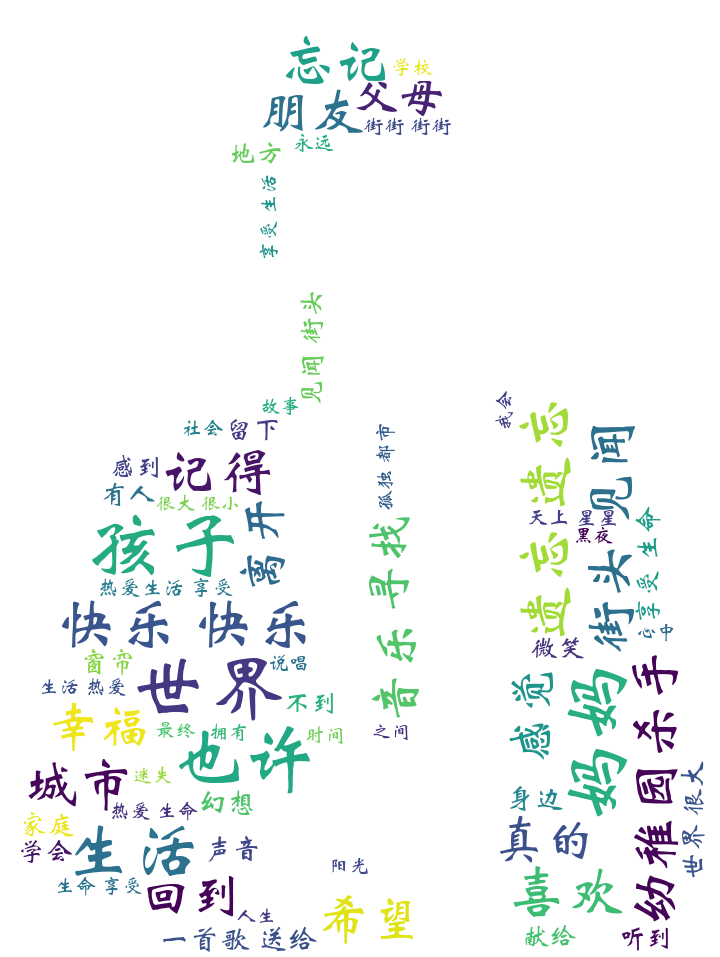 忘记 学校
朋友 父母
街街 街街
地方 永远
享受 生活
见闻 街头
故事
我会
社会 留下
孤独 都市
遗忘
见闻
感到 记得
有人 很大 很小
离开
天上 星星
黑夜
孩子
寻找
遗忘
街头
享受 生命
热爱 生活 享受
快乐 快乐
心中
微笑
窗帘 说唱
世界
音乐
感觉
妈妈
杀手
生活 热爱
不到
幸福 最终 拥有 时间
之间
也许
城市 迷失
幼稚园
世界 很大
热爱 生命 幻想
身边
家庭
真的
学会 生活 声音
阳光
生命 享受 回到
喜欢
人生 希望
一首歌 送给
献给 听到